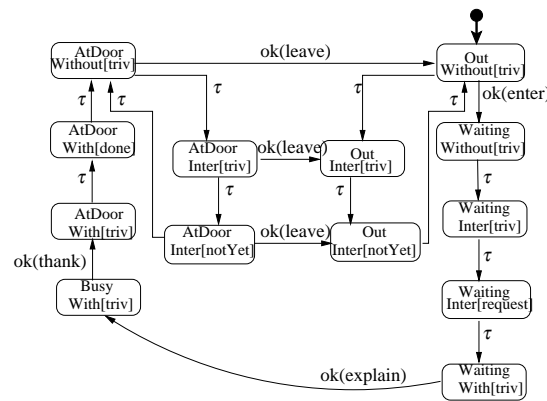 AtDoor
Without[triv]
ok(leave)
Out
Without[triv]
τ
τ
τ
τ
ok(enter)
AtDoor
With[done]
AtDoor
Inter[triv]
ok(leave)
Out
Inter[triv]
Waiting
Without[triv]
τ
τ
τ
τ
AtDoor
With[triv]
AtDoor
Inter[notYet]
ok(leave)
Out
Inter[notYet]
Waiting
Inter[triv]
ok(thank)
τ
Busy
With[triv]
Waiting
Inter[request]
τ
ok(explain)
Waiting
With[triv]